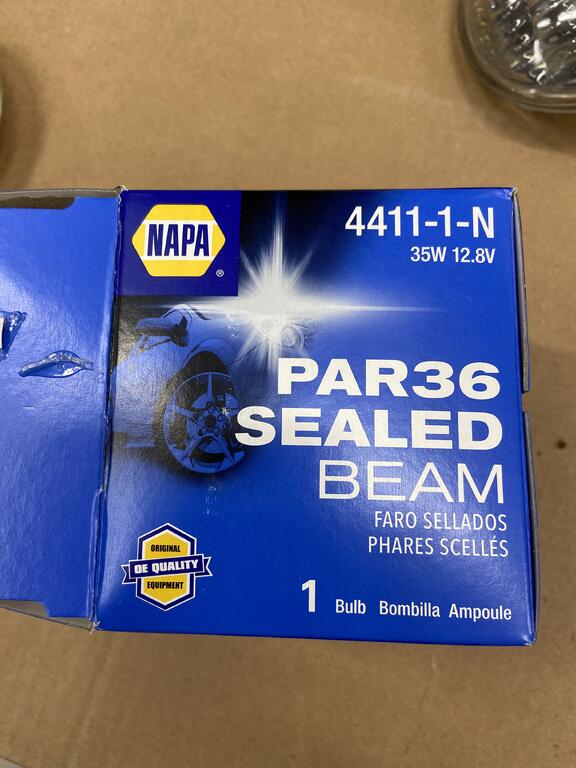 NAPA
®
4411-1-N
35W 12.8V
PAR36
SEALED
BEAM
FARO SELLADOS
PHARES SCELLÉS
ORIGINAL
OE QUALITY
EQUIPMENT
1 Bulb Bombilla Ampoule